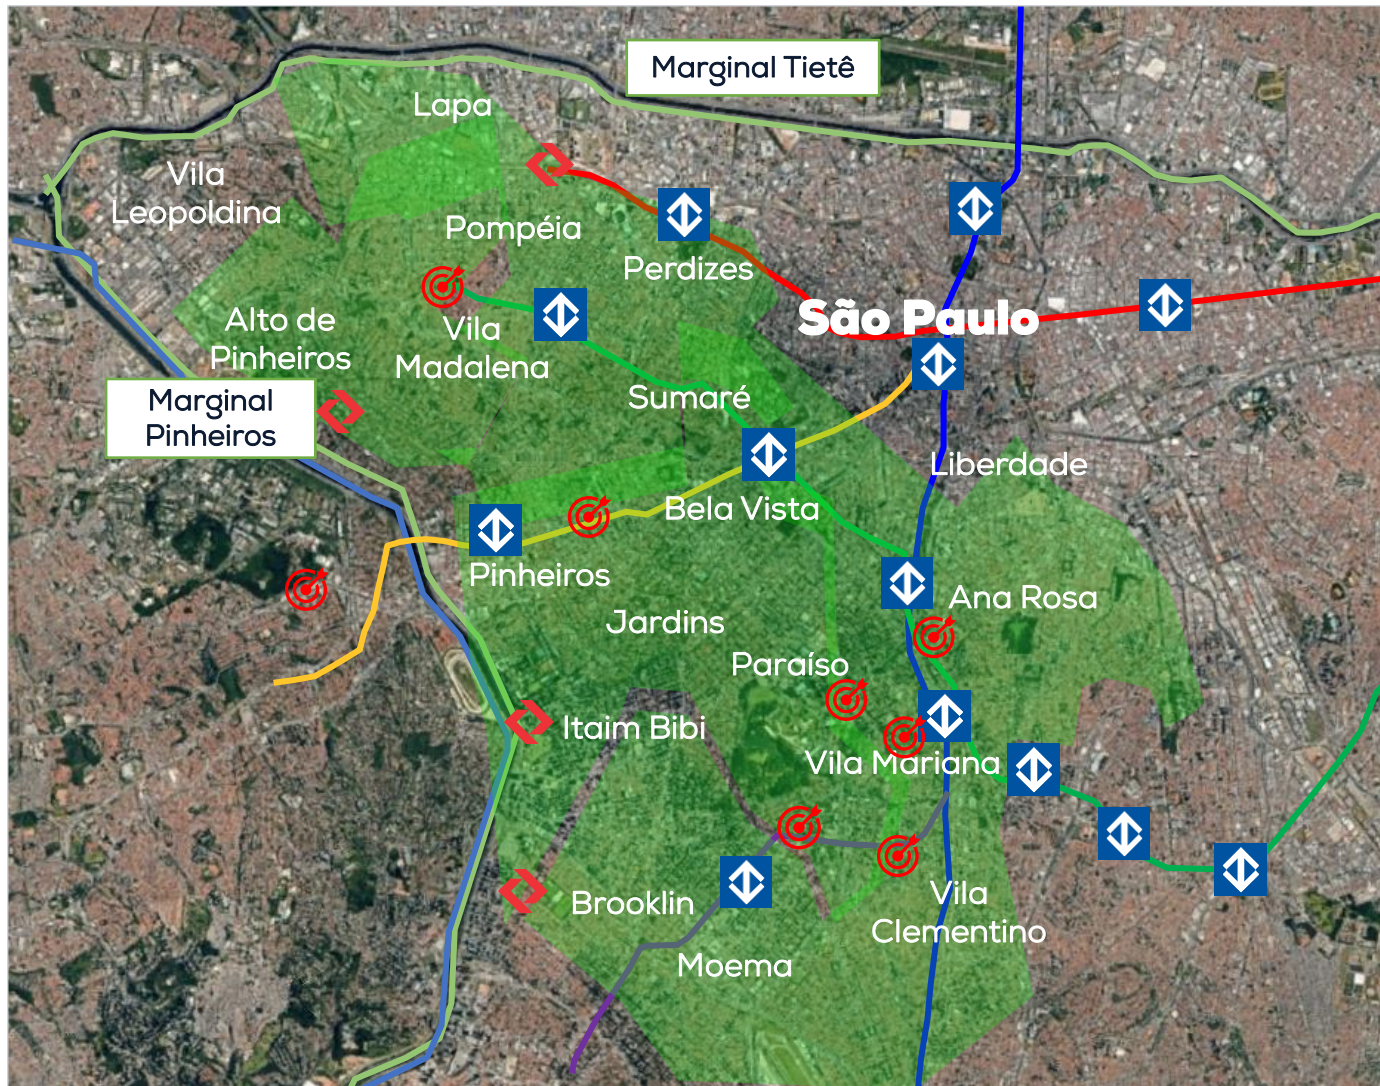 Marginal Tietê
Lapa
Vila
Leopoldina
Pompéia
Perdizes
São Paulo
Alto de
Pinheiros
Vila
Madalena
Sumaré
Marginal
Pinheiros
Liberdade
Bela Vista
Pinheiros
Ana Rosa
Jardins
Paraíso
Itaim Bibi
Vila Mariana
Brooklin
Vila
Clementino
Moema